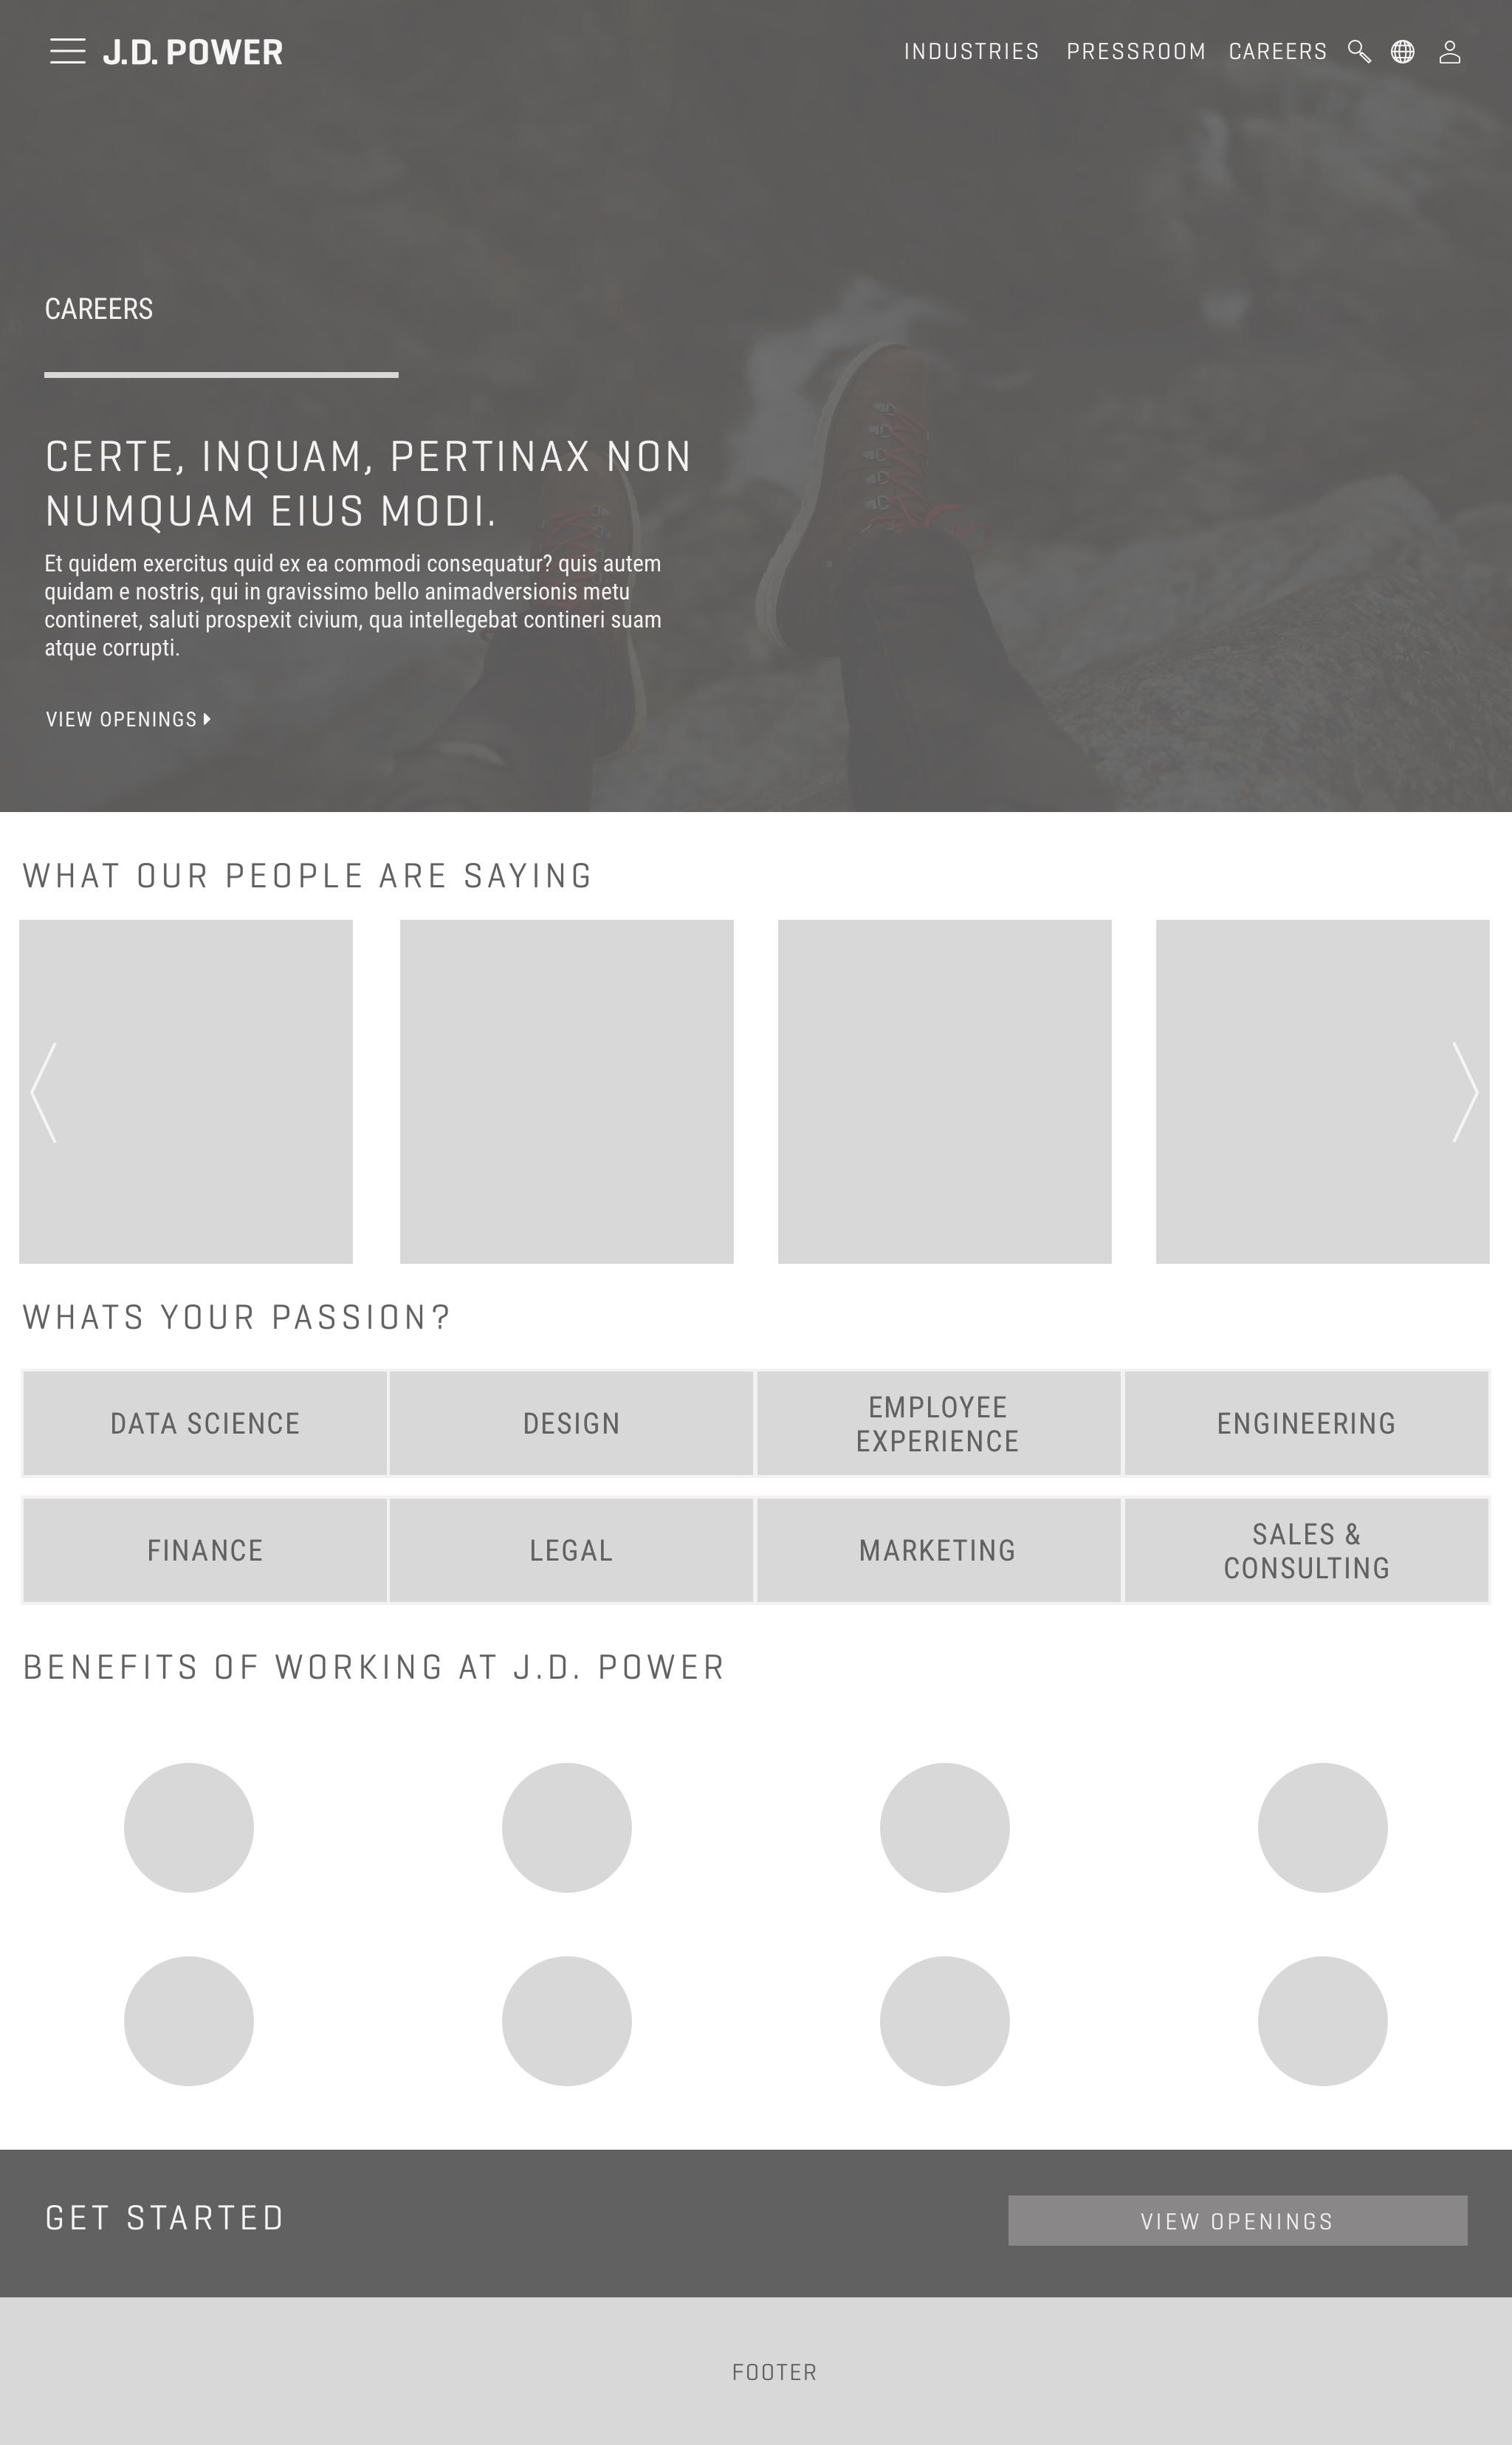 J.D. POWER
INDUSTRIES PRESSROOM CAREERS
CAREERS
CERTE, INQUAM, PERTINAX NON
NUMQUAM EIUS MODI.
Et quidem exercitus quid ex ea commodi consequatur? quis autem
quidam e nostris, qui in gravissimo bello animadversionis metu
contineret, saluti prospexit civium, qua intellegebat contineri suam
atque corrupti.
VIEW OPENINGS
WHAT OUR PEOPLE ARE SAYING
WHATS YOUR PASSION?
DATA SCIENCE
DESIGN
EMPLOYEE
EXPERIENCE
ENGINEERING
FINANCE
LEGAL
MARKETING
SALES &
CONSULTING
BENEFITS OF WORKING AT J.D. POWER
GET STARTED
VIEW OPENINGS
FOOTER